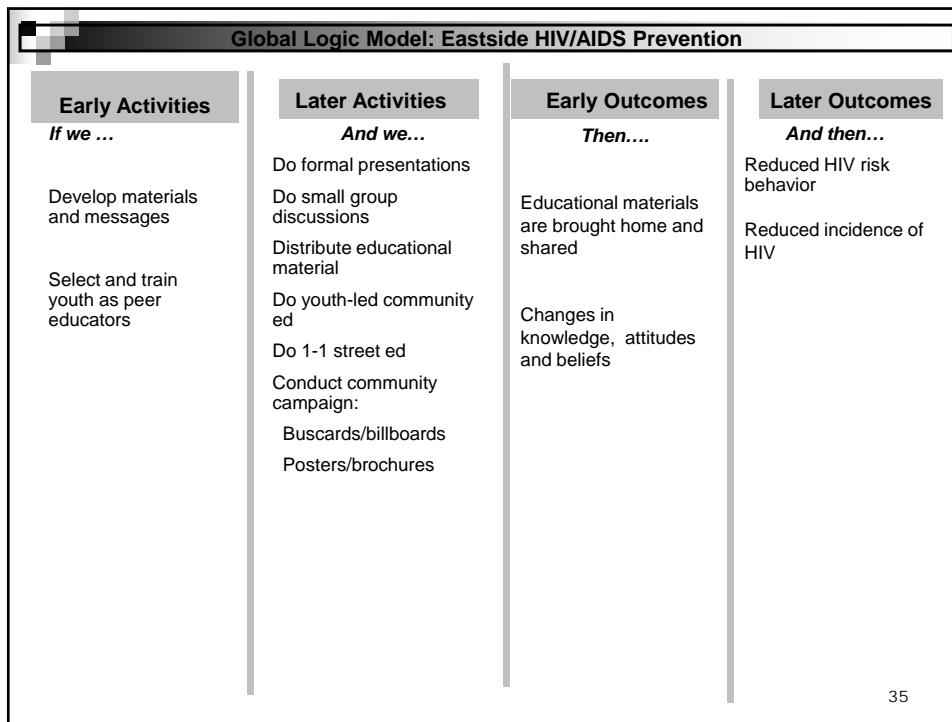 Global Logic Model: Eastside HIV/AIDS Prevention
Early Activities
If we …
Develop materials
and messages
Select and train
youth as peer
educators
Later Activities
And we…
Do formal presentations
Do small group
discussions
Distribute educational
material
Do youth-led community
ed
Do 1-1 street ed
Conduct community
campaign:
Buscards/billboards
Posters/brochures
Early Outcomes
Then….
Educational materials
are brought home and
shared
Changes in
knowledge, attitudes
and beliefs
Later Outcomes
And then…
Reduced HIV risk
behavior
Reduced incidence of
HIV
35